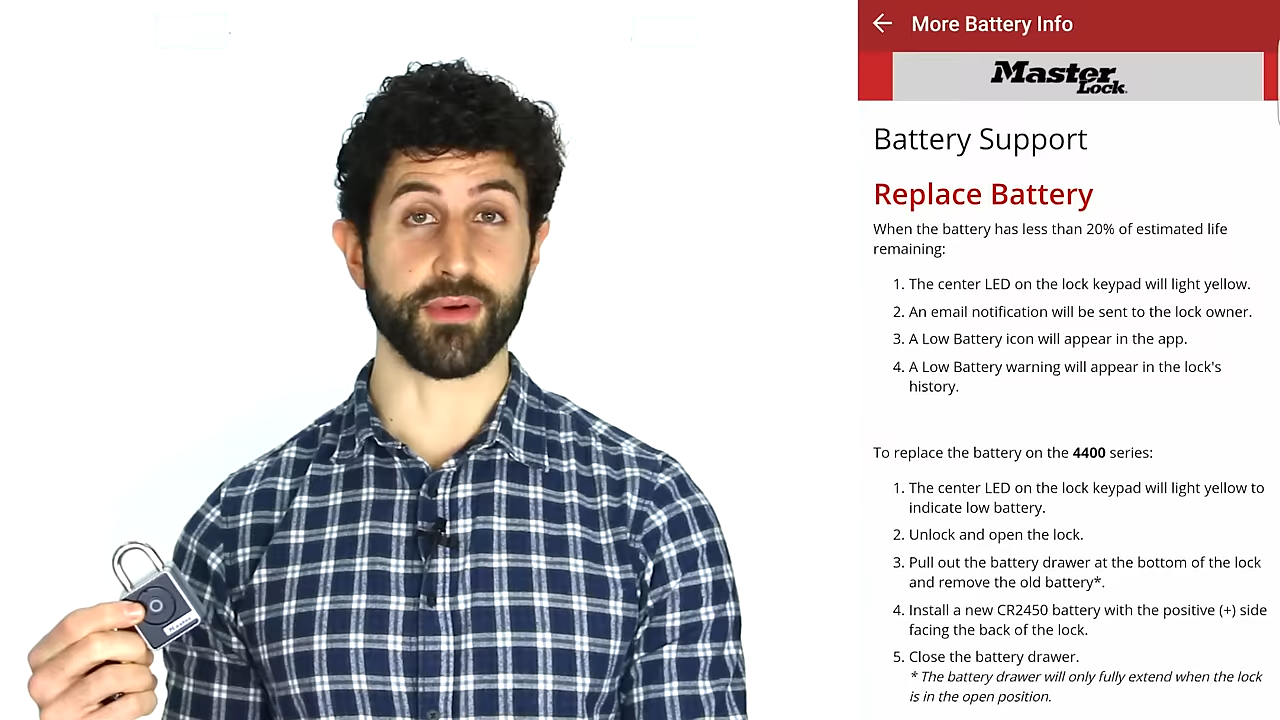 More Battery Info
Master
Lock
Battery Support
Replace Battery
When the battery has less than 20% of estimated life
remaining:
1. The center LED on the lock keypad will light yellow.
2. An email notification will be sent to the lock owner.
3. A Low Battery icon will appear in the app.
4. A Low Battery warning will appear in the lock's
history.
To replace the battery on the 4400 series:
1. The center LED on the lock keypad will light yellow to
indicate low battery.
2. Unlock and open the lock.
3. Pull out the battery drawer at the bottom of the lock
and remove the old battery*.
4. Install a new CR2450 battery with the positive (+) side
facing the back of the lock.
5. Close the battery drawer.
* The battery drawer will only fully extend when the lock
is in the open position.
Master